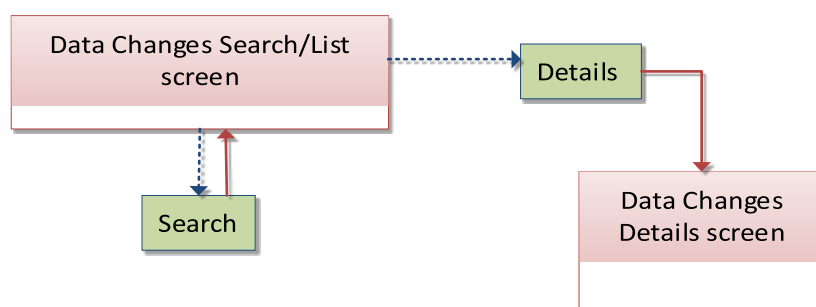 Data Changes Search/List
screen
Details
Search
Data Changes
Details screen